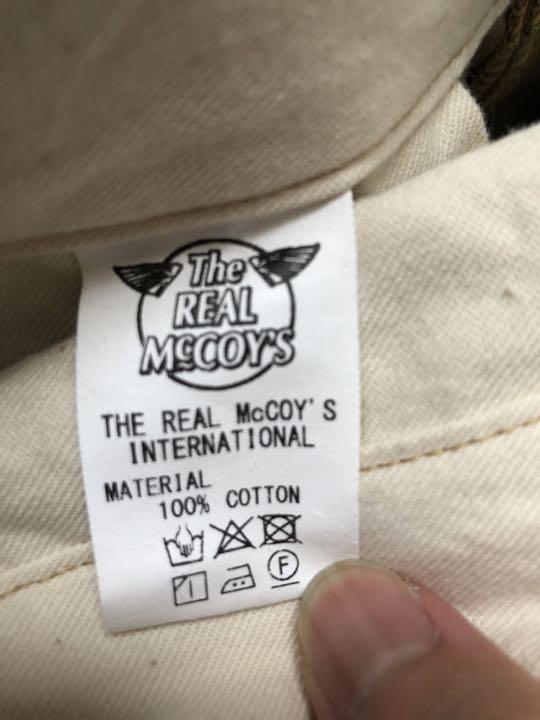 The
REAL
McCOY'S
THE REAL McCOY'S
INTERNATIONAL
MATERIAL
100% COTTON
F